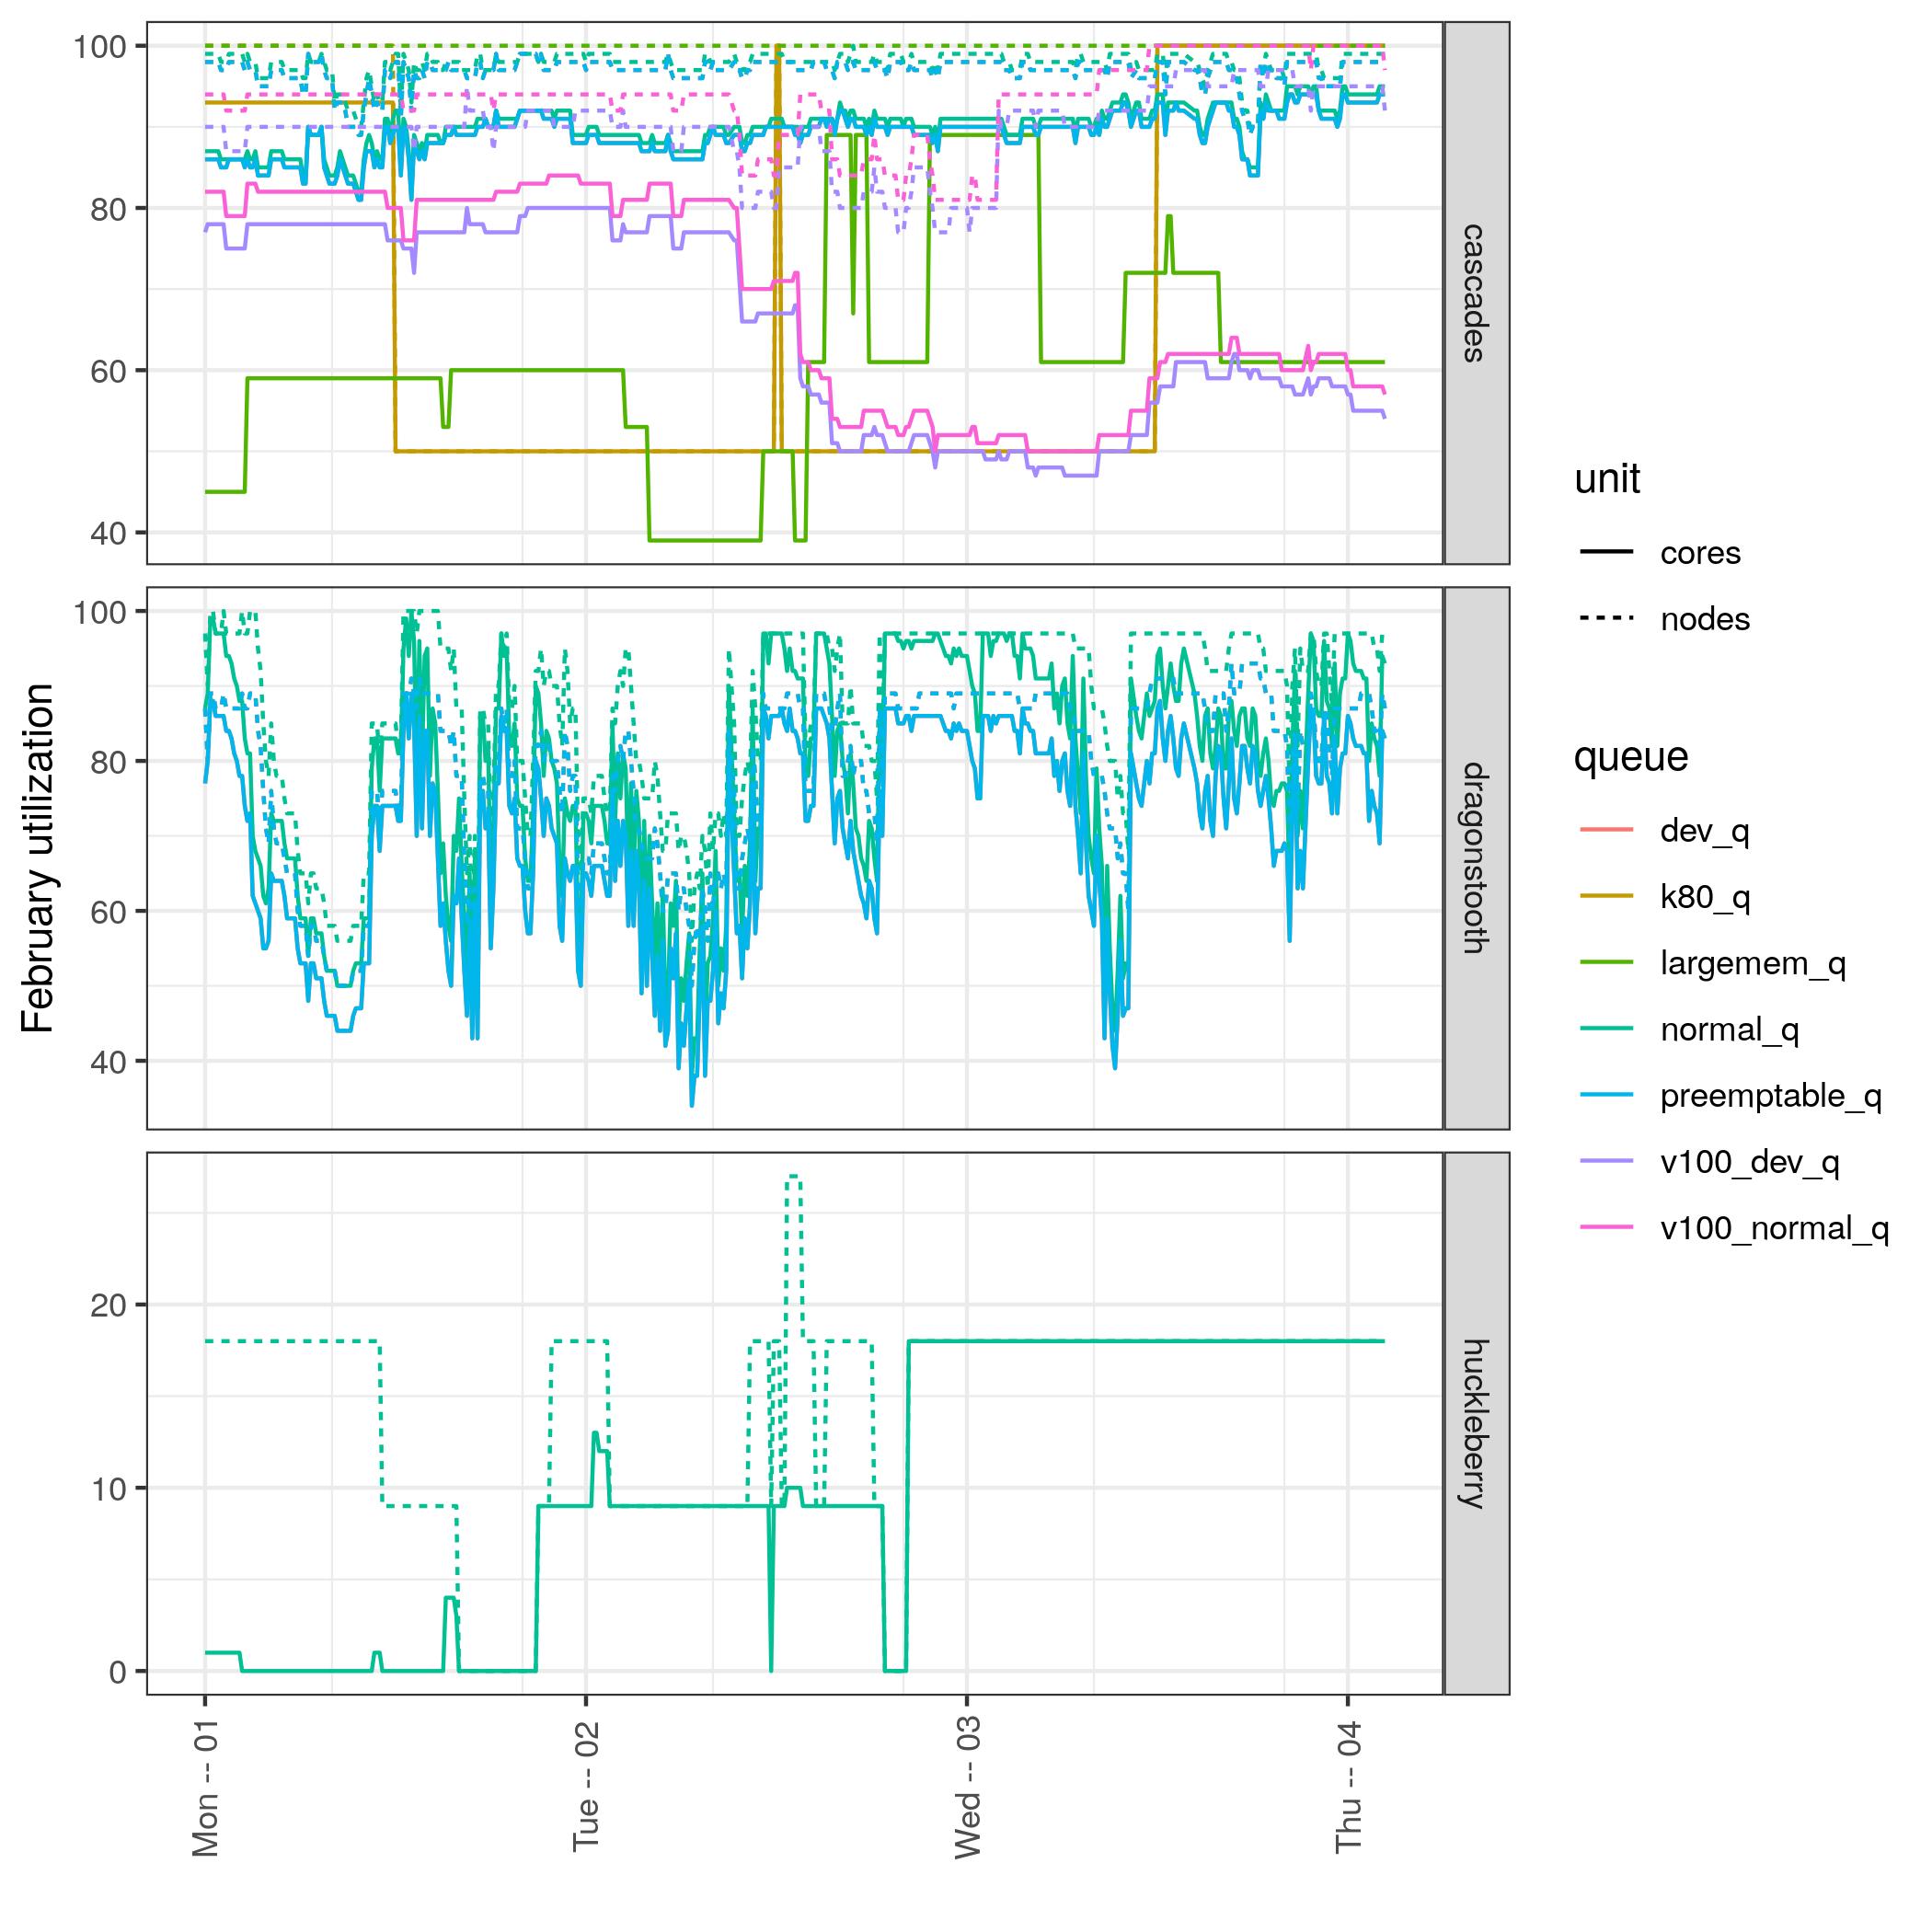 February utilization
100
80
60
40
cascades
100
80
60
40
dragonstooth
20
10
0
huckleberry
Mon -- 01
Tue -- 02
Wed -- 03
Thu -- 04
unit
cores
nodes
queue
dev_q
k80_q
largemem_q
normal_q
preemptable_q
v100_dev_q
v100_normal_q